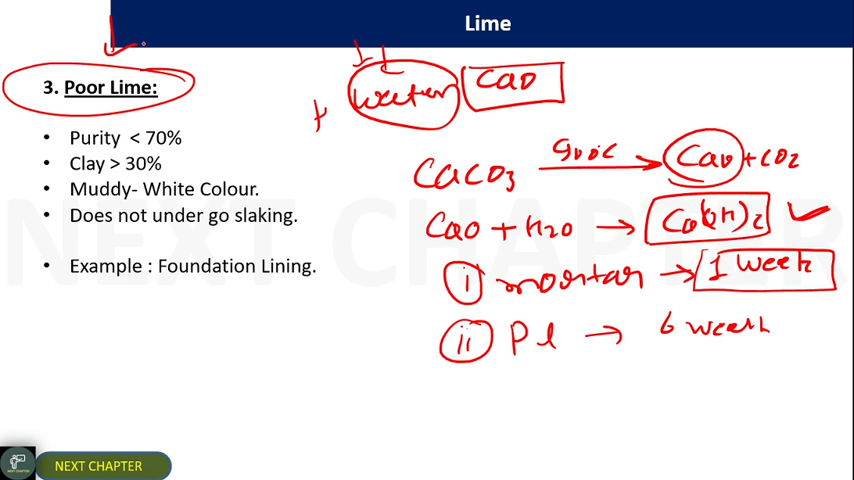 Lime
3. Poor Lime:
• Purity < 70%
• Clay > 30%
• Muddy- White Colour.
• Does not under go slaking.
• Example : Foundation Lining.
+ water CaO
CaCO3 900°C → CaO + CO2
CaO + H2O → Ca(OH)2 ✓
i mortar → 1 week
ii Pl → 6 week
NEXT CHAPTER
NEXT CHAPTER